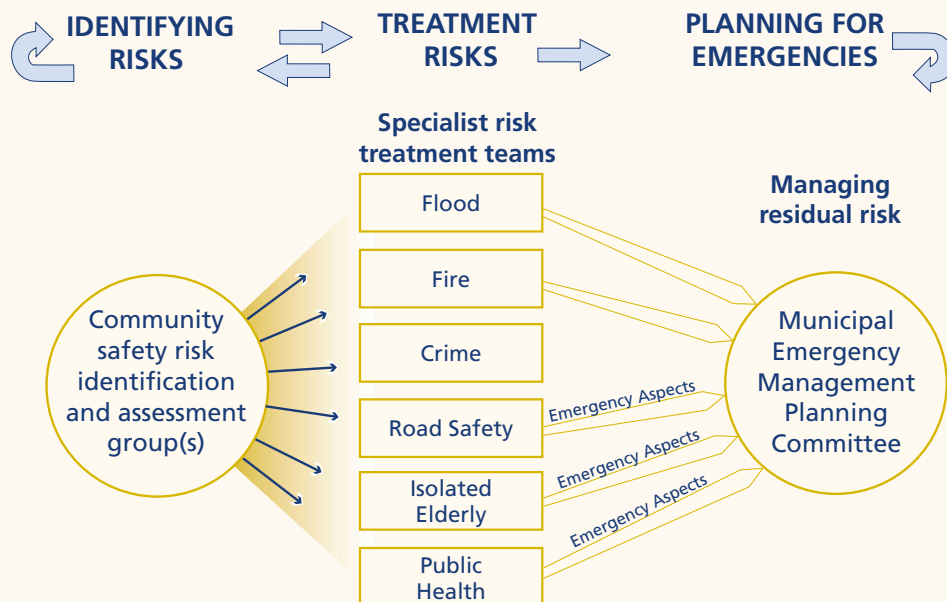 IDENTIFYING
RISKS
TREATMENT
RISKS
PLANNING FOR
EMERGENCIES
Specialist risk
treatment teams
Managing
residual risk
Community
safety risk
identification
and assessment
group(s)
Flood
Fire
Crime
Road Safety
Isolated
Elderly
Public
Health
Emergency Aspects
Emergency Aspects
Emergency Aspects
Municipal
Emergency
Management
Planning
Committee